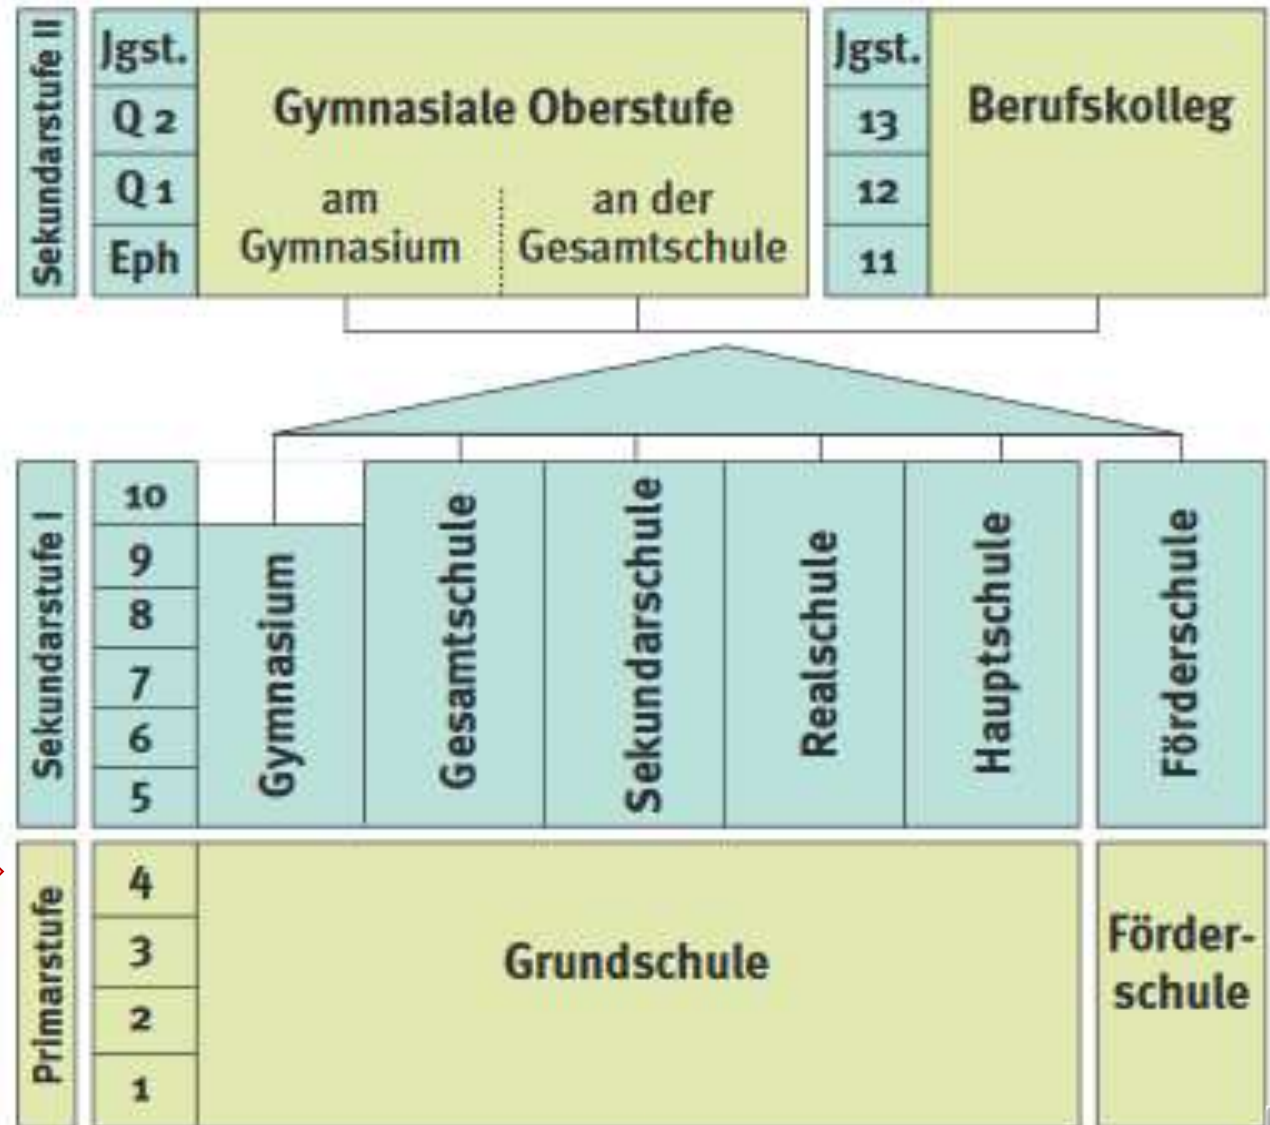 Sekundarstufe II
Jgst.
Q 2
Q 1
Eph
Gymnasiale Oberstufe
am
Gymnasium
an der
Gesamtschule
Jgst.
13
12
11
Berufskolleg
Sekundarstufe I
10
9
8
7
6
5
Gymnasium
Gesamtschule
Sekundarschule
Realschule
Hauptschule
Förderschule
Primarstufe
4
3
2
1
Grundschule
Förder-
schule